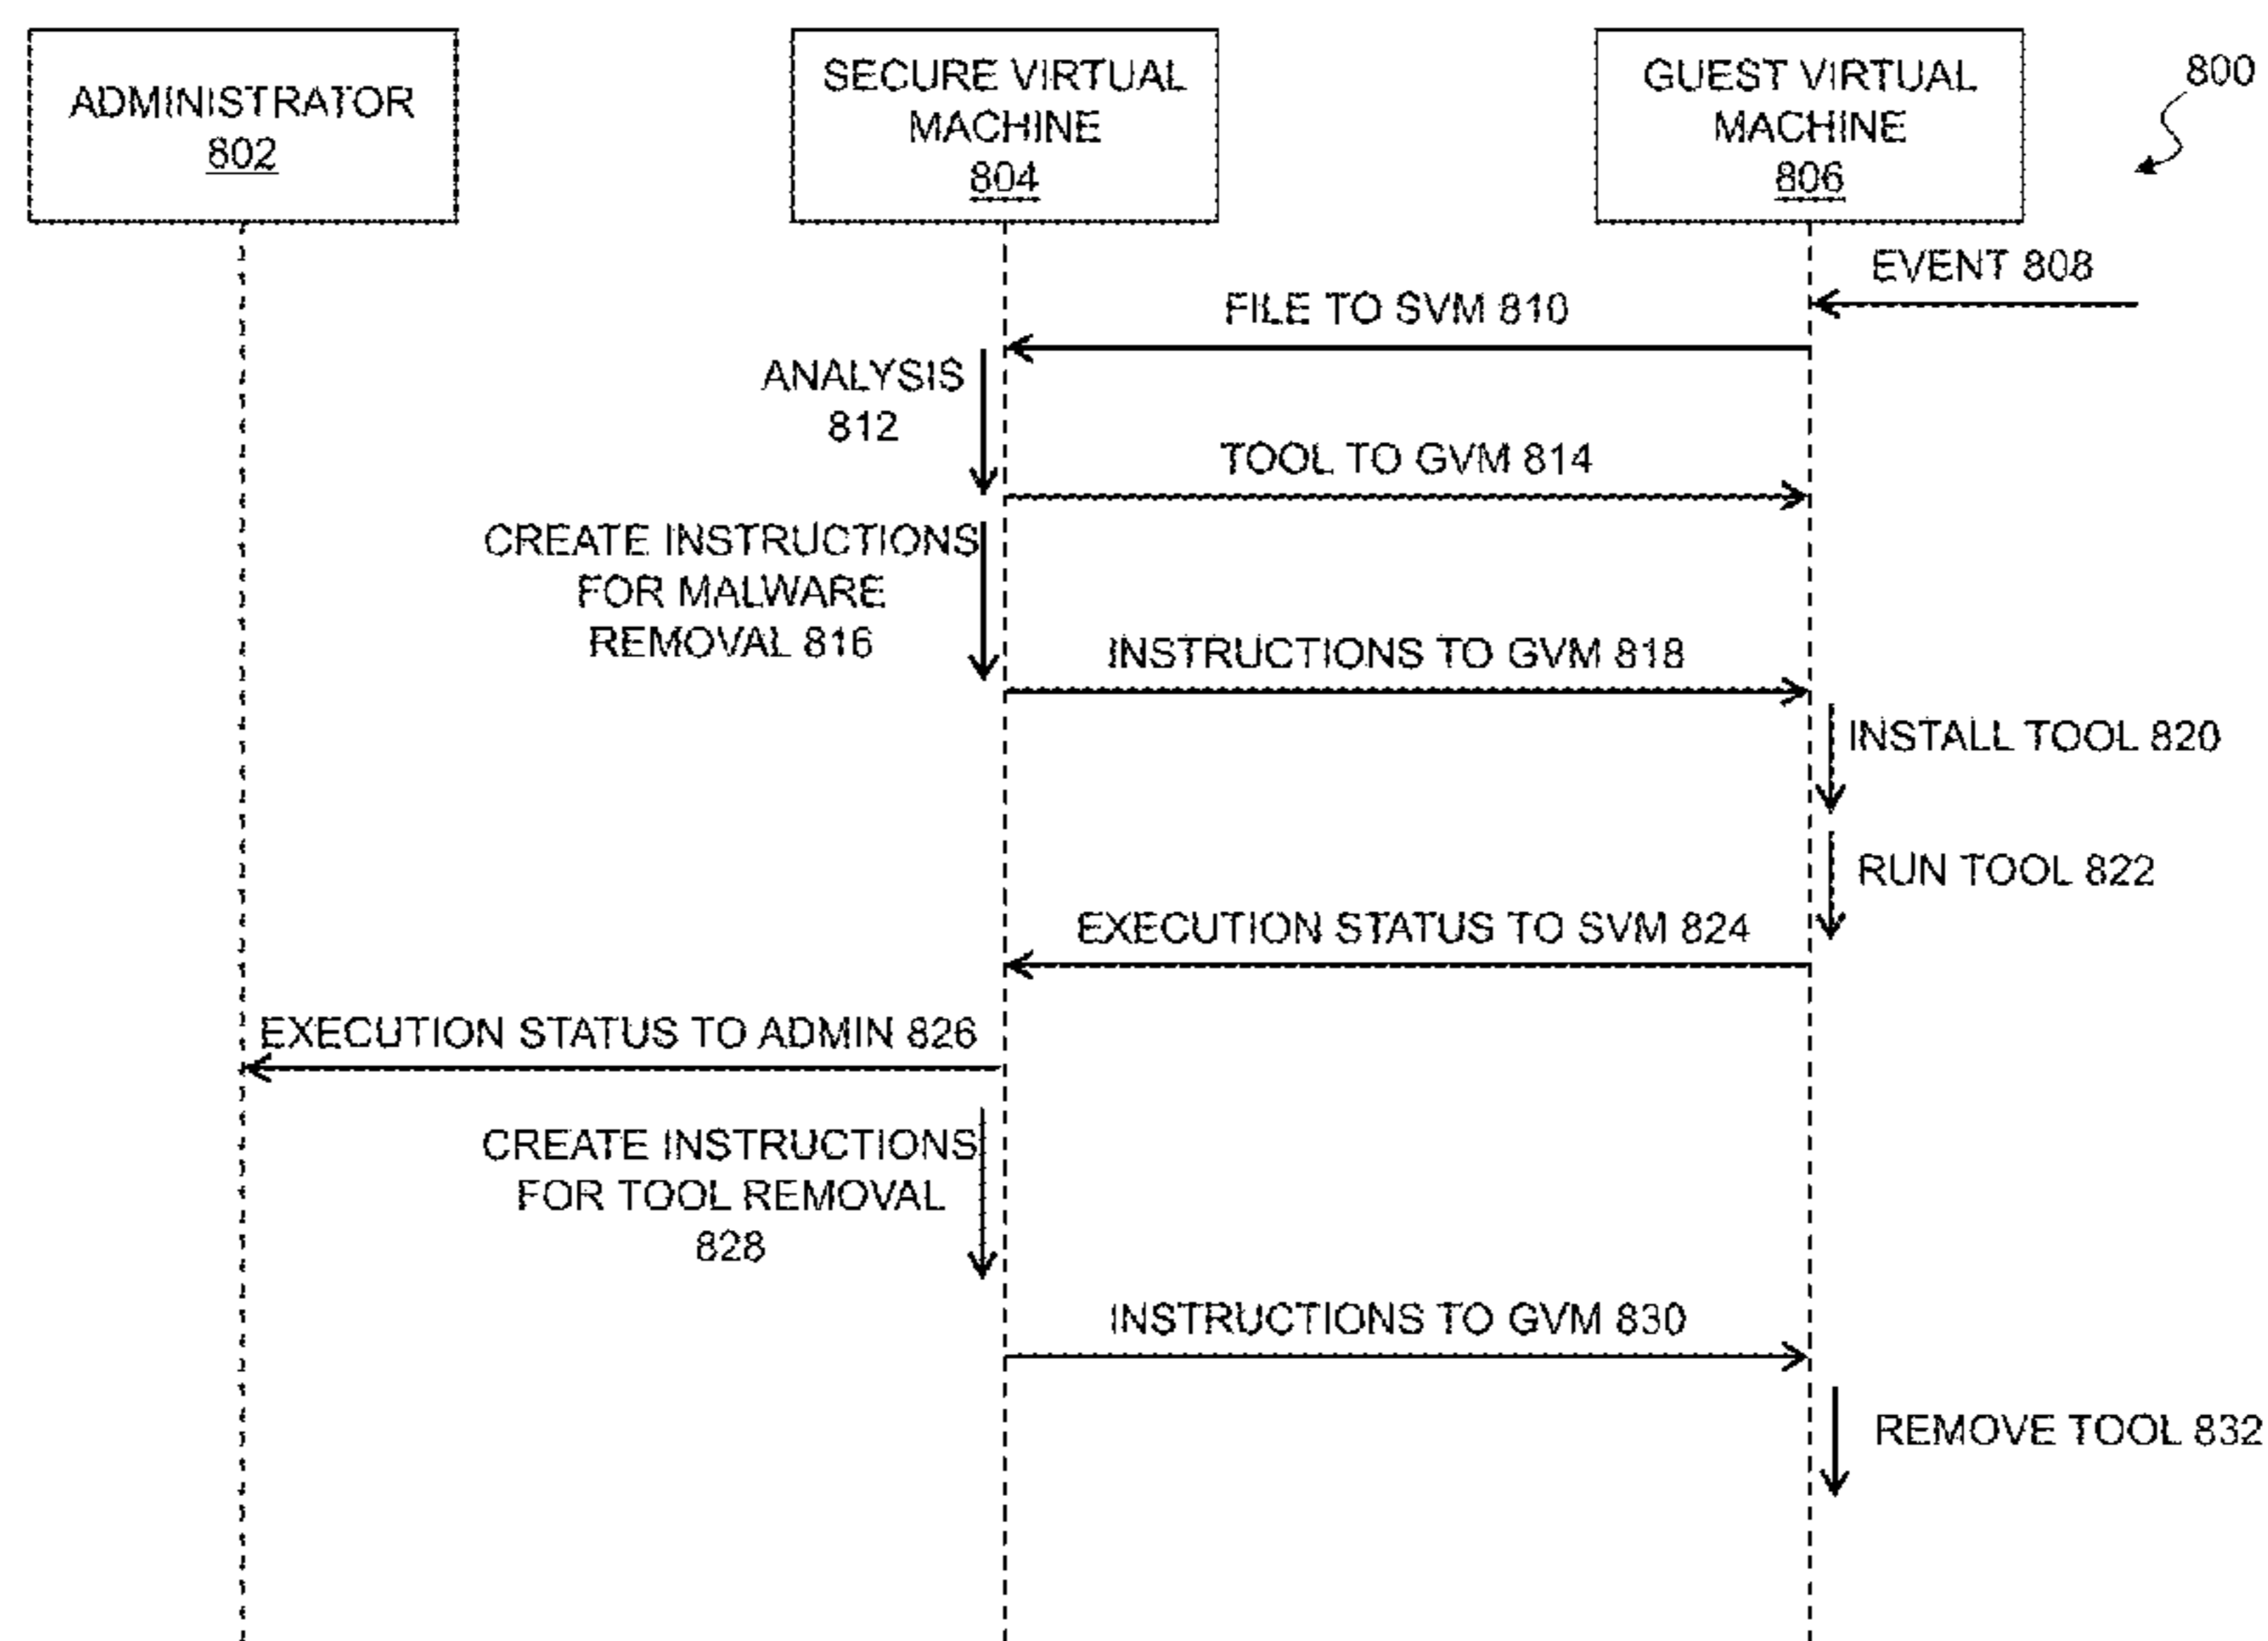 ADMINISTRATOR
802
SECURE VIRTUAL
MACHINE
804
GUEST VIRTUAL
MACHINE
806
800
EVENT 808
FILE TO SVM 810
ANALYSIS
812
TOOL TO GVM 814
CREATE INSTRUCTIONS
FOR MALWARE
REMOVAL 816
INSTRUCTIONS TO GVM 818
INSTALL TOOL 820
RUN TOOL 822
EXECUTION STATUS TO SVM 824
EXECUTION STATUS TO ADMIN 826
CREATE INSTRUCTIONS
FOR TOOL REMOVAL
828
INSTRUCTIONS TO GVM 830
REMOVE TOOL 832